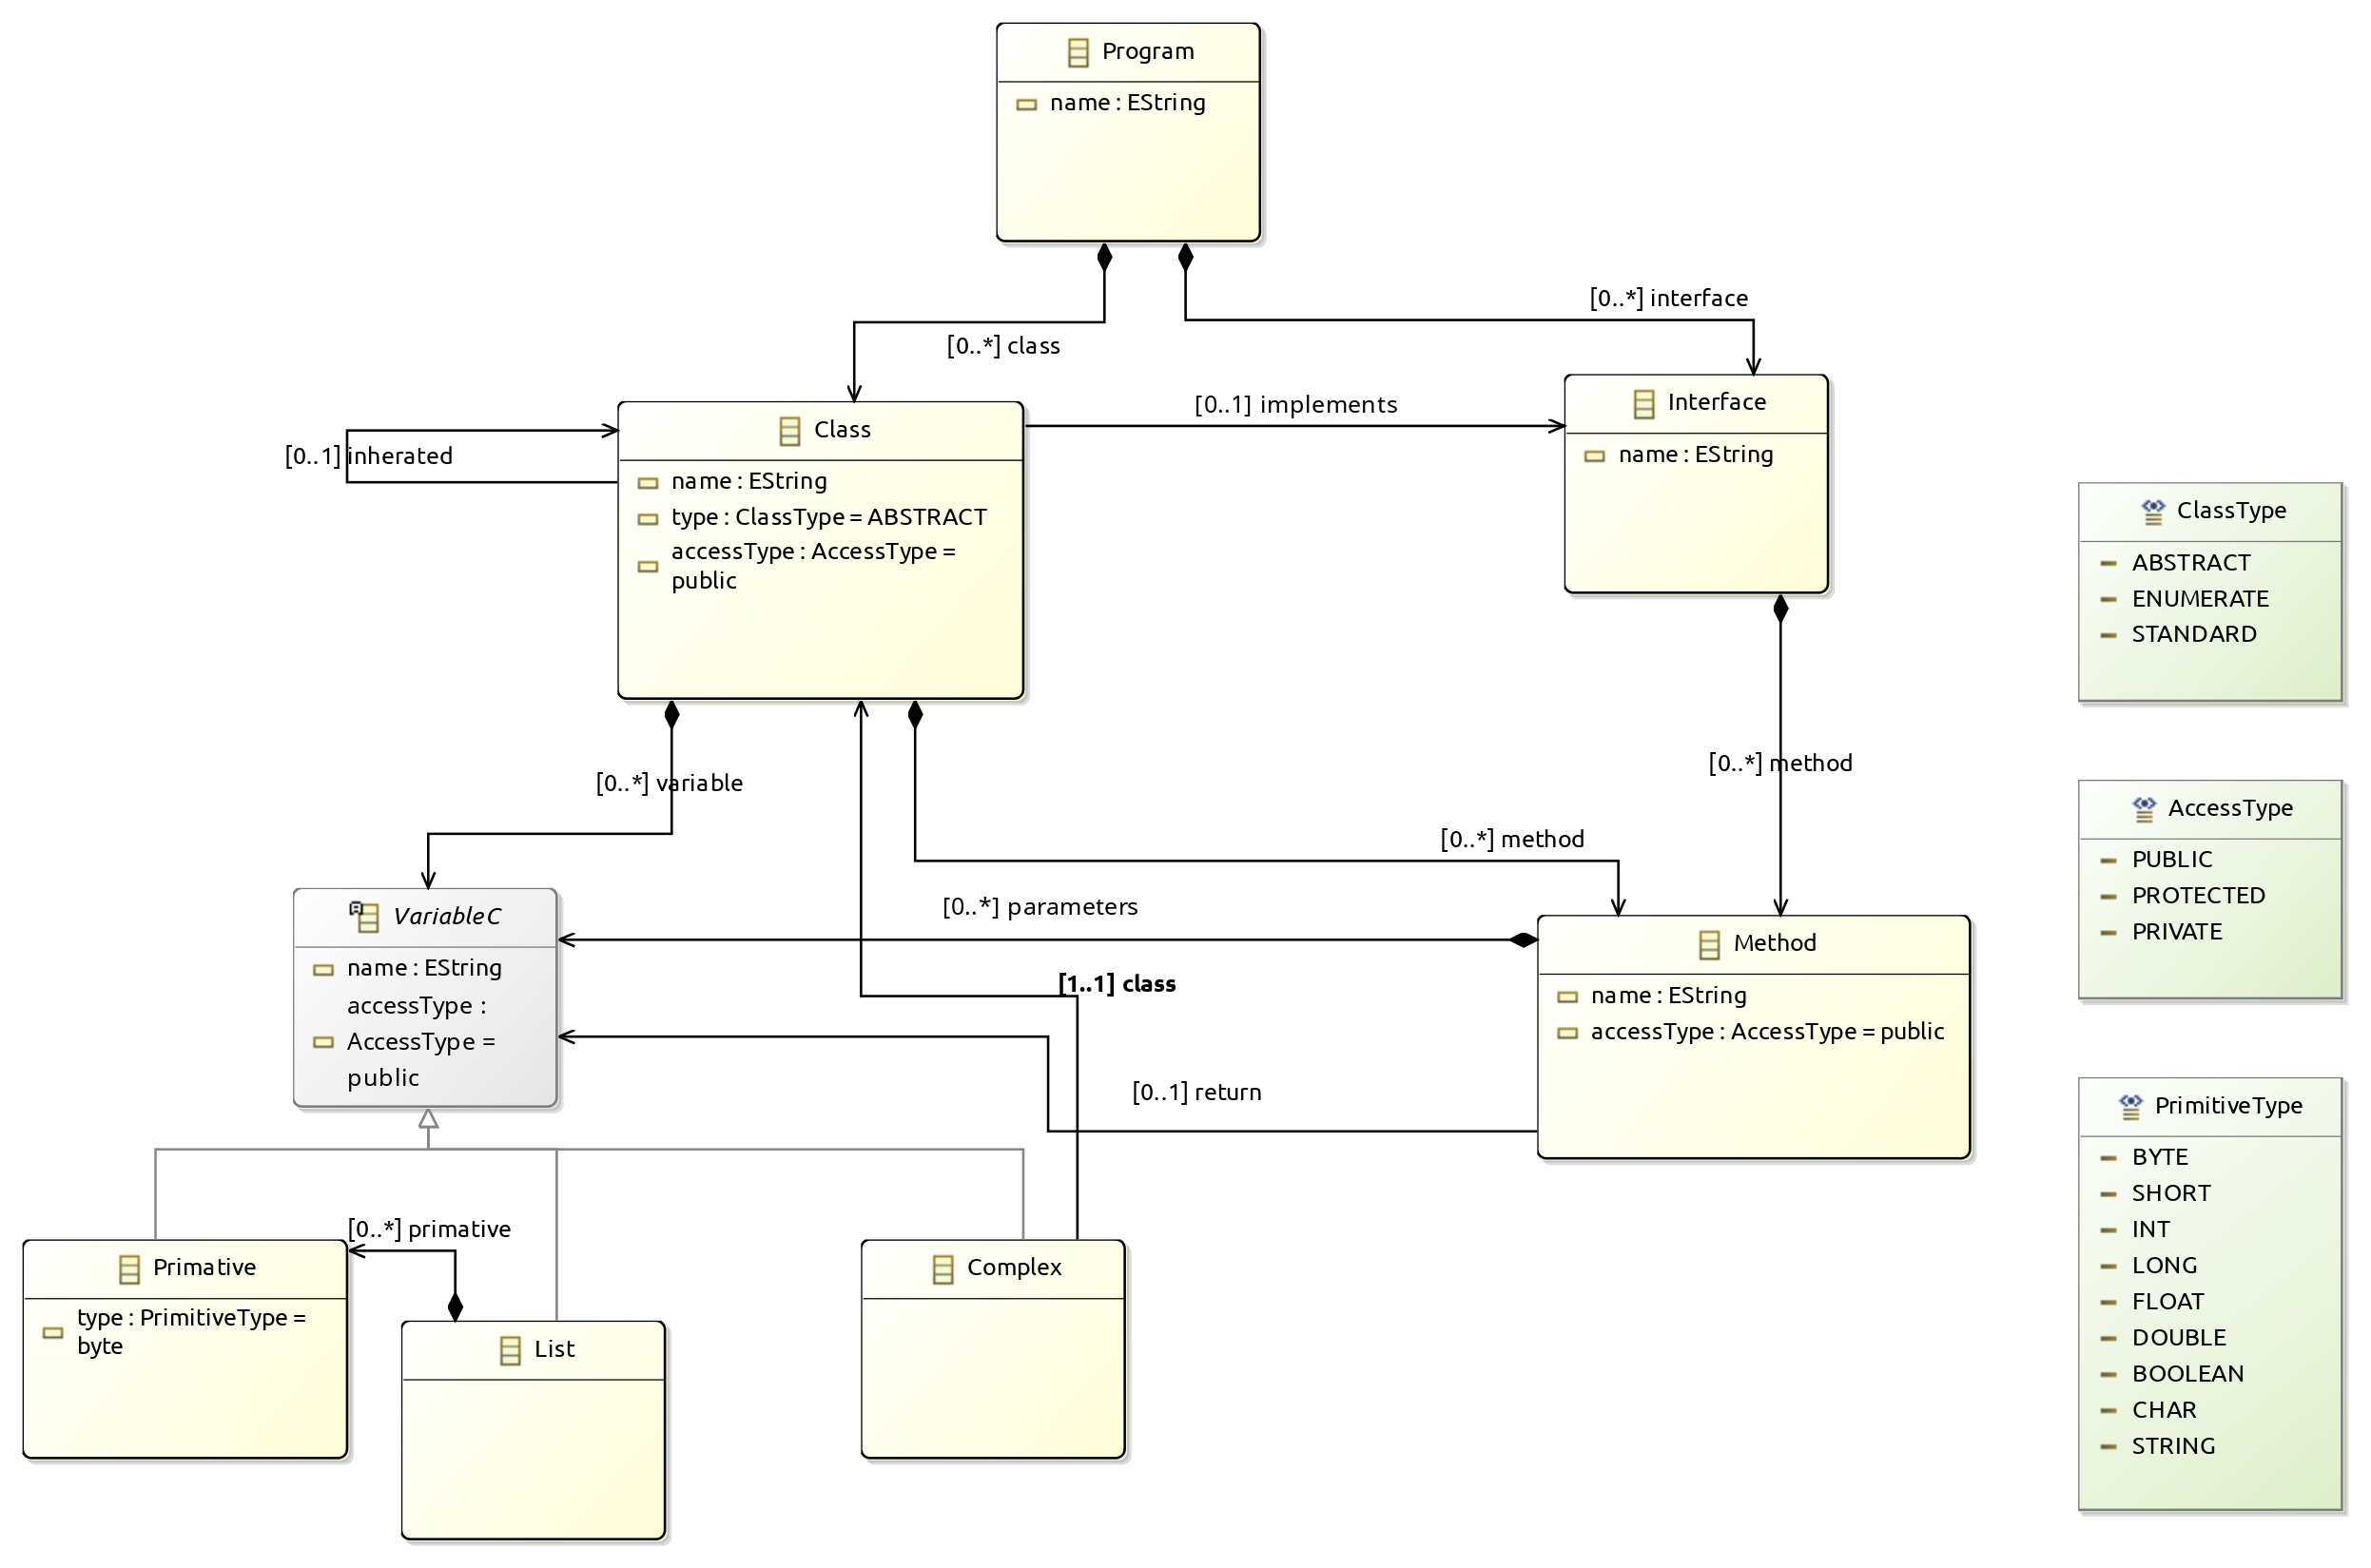 Program
name : EString
[0..*] interface
[0..*] class
[0..1] implements
Interface
name : EString
Class
[0..1] inherated
name : EString
type : ClassType = ABSTRACT
accessType : AccessType =
public
ClassType
ABSTRACT
ENUMERATE
STANDARD
[0..*] variable
[0..*] method
[0..*] method
AccessType
PUBLIC
PROTECTED
PRIVATE
VariableC
name : EString
accessType :
AccessType =
public
[0..*] parameters
[1..1] class
[0..1] return
Method
name : EString
accessType : AccessType = public
PrimitiveType
BYTE
SHORT
INT
LONG
FLOAT
DOUBLE
BOOLEAN
CHAR
STRING
[0..*] primative
Primative
type : PrimitiveType =
byte
List
Complex